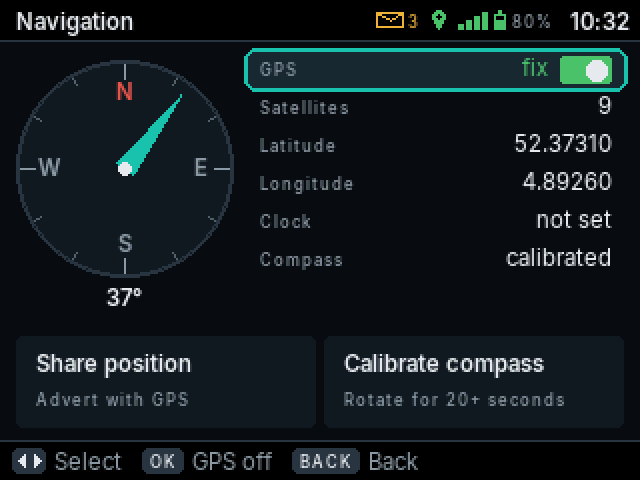 Navigation 3 80% 10:32
N
W E
S
37°
GPS fix
Satellites 9
Latitude 52.37310
Longitude 4.89260
Clock not set
Compass calibrated
Share position
Advert with GPS
Calibrate compass
Rotate for 20+ seconds
Select OK GPS off BACK Back